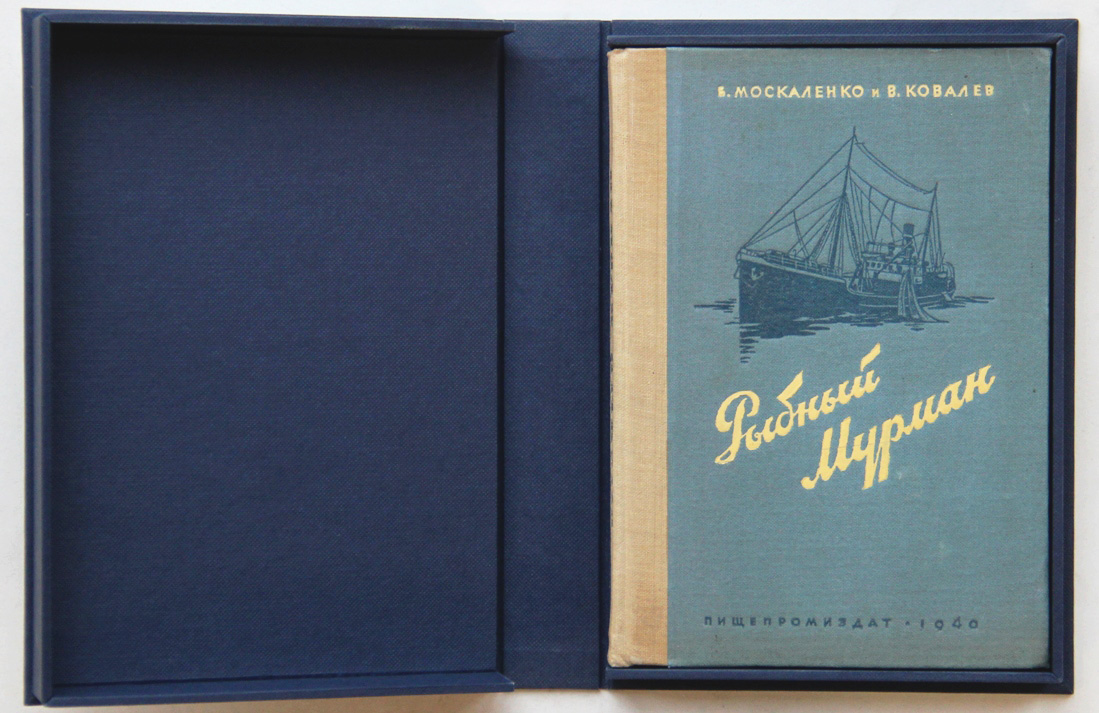 Б. МОСКАЛЕНКО и В. КОВАЛЕВ
Рыбный
Мурман
ПИЩЕПРОМИЗДАТ • 1940